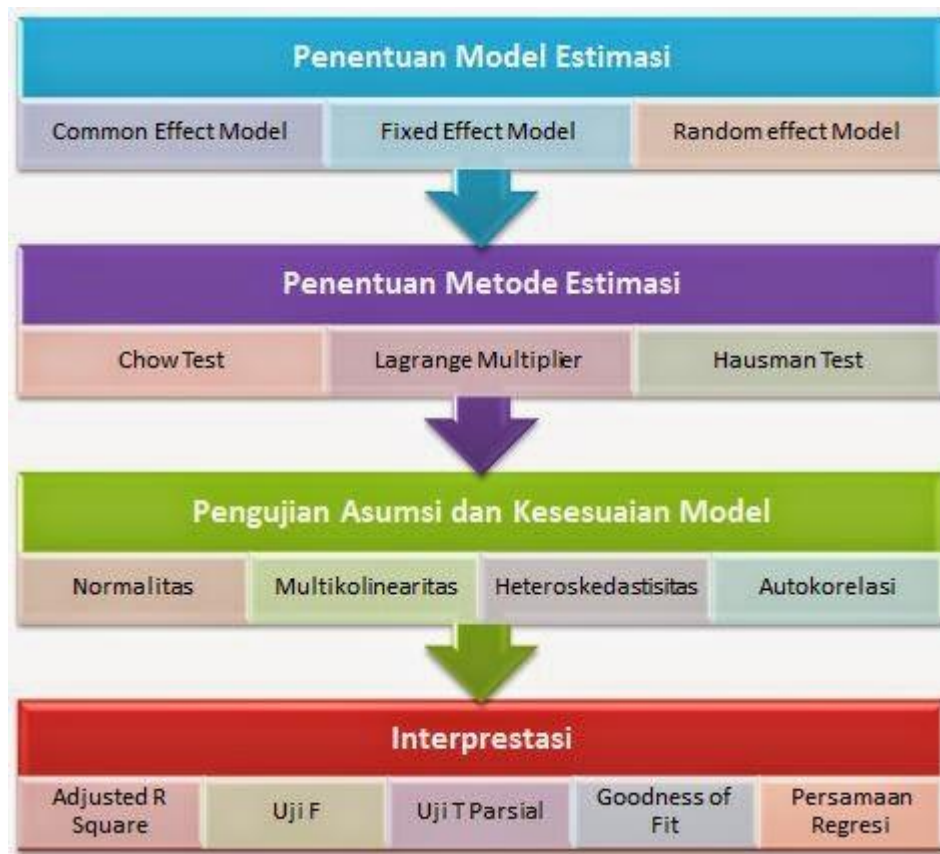 Penentuan Model Estimasi
Common Effect Model
Fixed Effect Model
Random effect Model
Penentuan Metode Estimasi
Chow Test
Lagrange Multiplier
Hausman Test
Pengujian Asumsi dan Kesesuaian Model
Normalitas
Multikolinearitas
Heteroskedastisitas
Autokorelasi
Interprestasi
Adjusted R
Square
Uji F
Uji T Parsial
Goodness of
Fit
Persamaan
Regresi